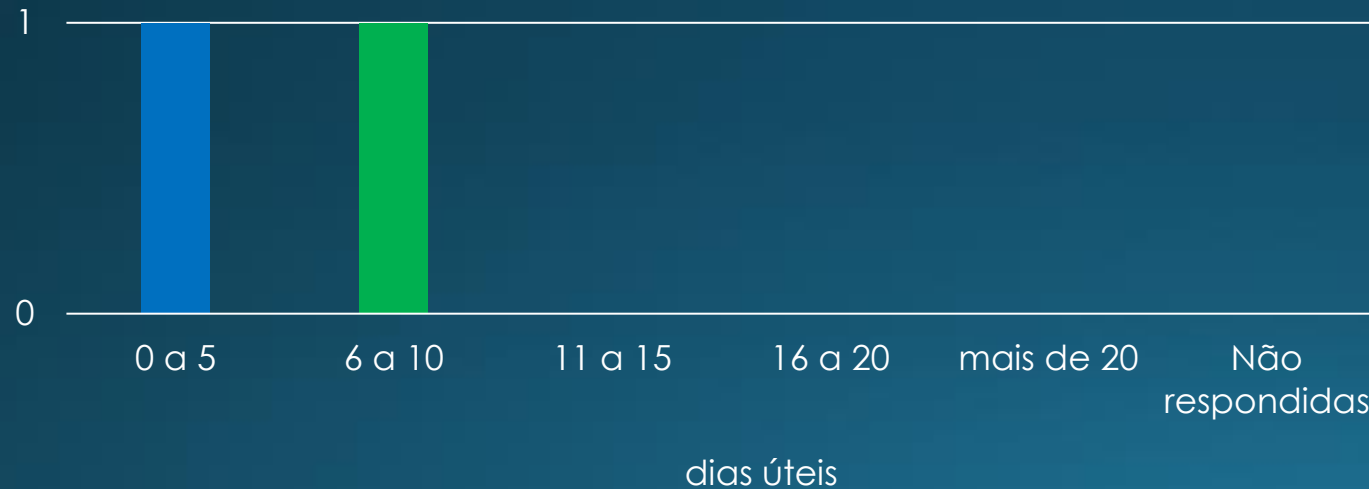 1
0
0 a 5 6 a 10 11 a 15 16 a 20 mais de 20 Não
respondidas
dias úteis